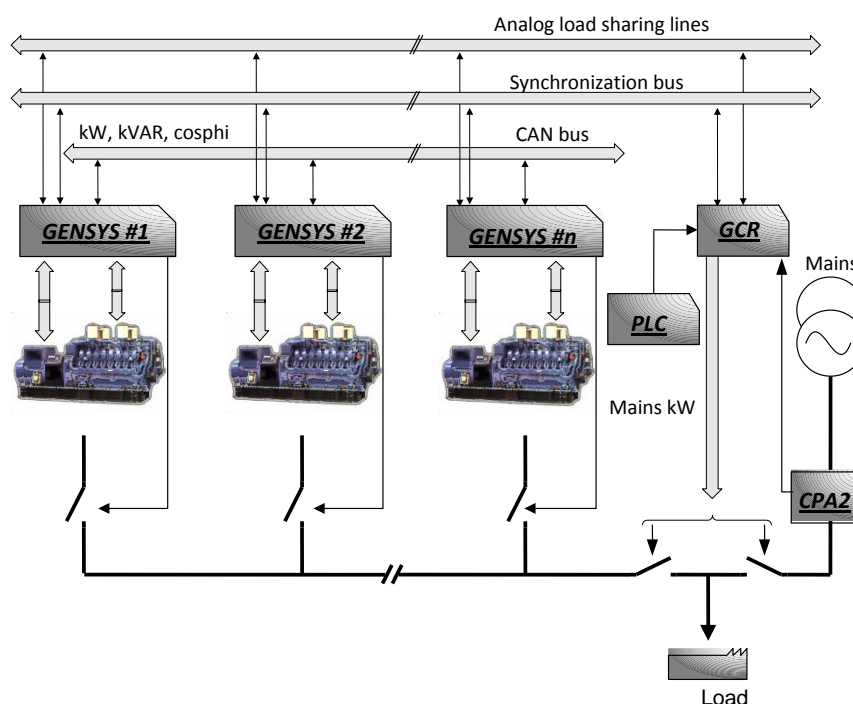 Analog load sharing lines
Synchronization bus
kW, kVAR, cosphi
CAN bus
GENSYS #1
GENSYS #2
GENSYS #n
GCR
Mains
PLC
Mains kW
CPA2
Load